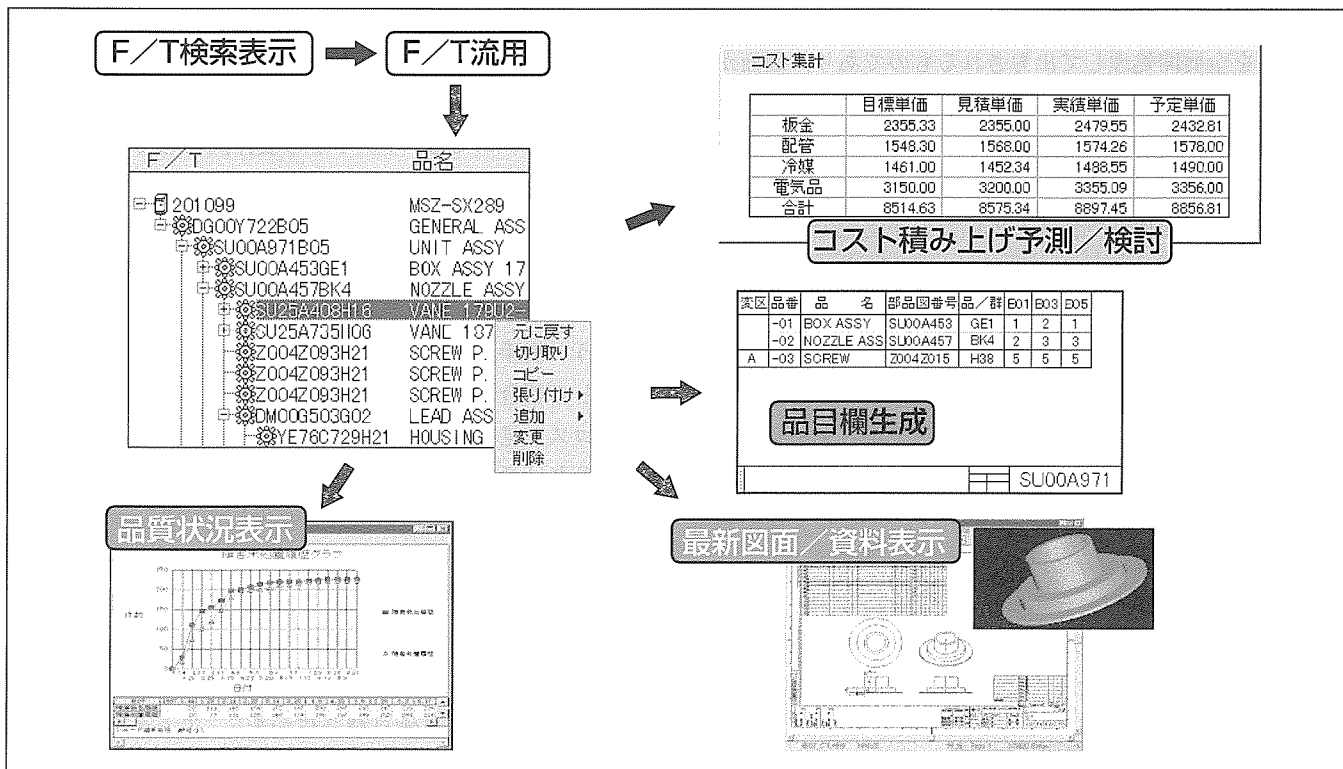 F／T検索表示
F／T流用
コスト集計
目標単価 見積単価 実績単価 予定単価
板金 2355.33 2355.00 2479.55 2432.81
配管 1548.30 1568.00 1574.26 1578.00
冷媒 1461.00 1452.34 1488.55 1490.00
電気品 3150.00 3200.00 3355.09 3356.00
合計 8514.63 8575.34 8897.45 8856.81
コスト積み上げ予測／検討
F／T 品名
201099 MSZ-SX289
DG00Y722B05 GENERAL ASS
SU00A971B05 UNIT ASSY
SU00A453GE1 BOX ASSY 17
SU00A457BK4 NOZZLE ASSY
SU25A408H16 VANE 179U2-
SU25A735H06 VANE 187
Z004Z093H21 SCREW P.
Z004Z093H21 SCREW P.
Z004Z093H21 SCREW P.
DM00G503G02 LEAD ASS
YE76C729H21 HOUSING
元に戻す
切り取り
コピー
張り付け
追加
変更
削除
変区 品番 品 名 部品図番号 品／群 E01 E03 E05
-01 BOX ASSY SU00A453 GE1 1 2 1
-02 NOZZLE ASS SU00A457 BK4 2 3 3
A -03 SCREW Z004Z015 H38 5 5 5
品目欄生成
SU00A971
品質状況表示
日付
最新図面／資料表示